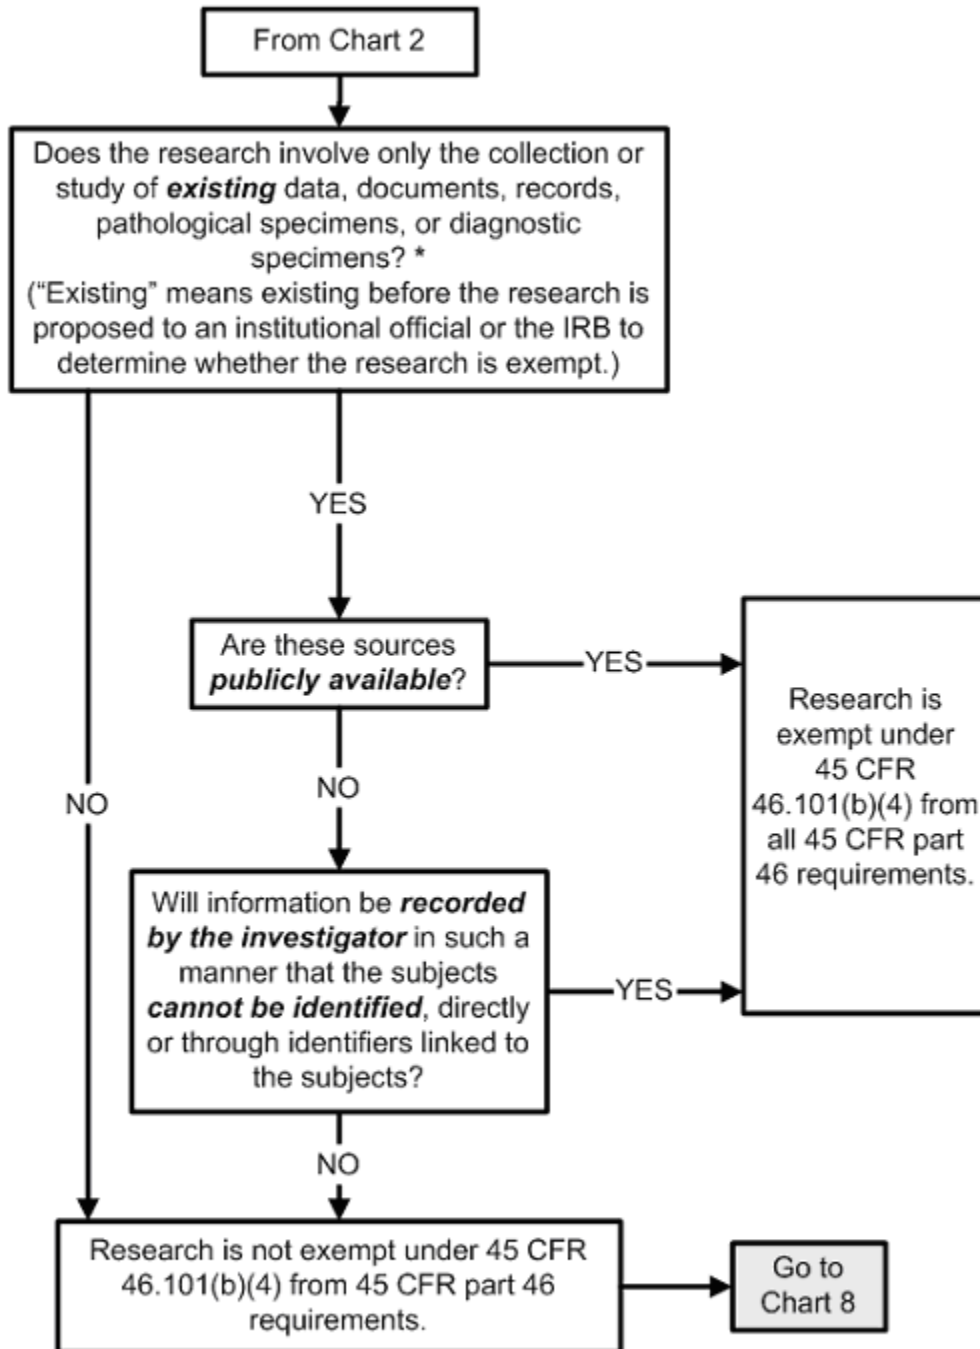 From Chart 2
Does the research involve only the collection or
study of existing data, documents, records,
pathological specimens, or diagnostic
specimens? *
(“Existing” means existing before the research is
proposed to an institutional official or the IRB to
determine whether the research is exempt.)
YES
Are these sources
publicly available?
YES
Research is
exempt under
45 CFR
46.101(b)(4) from
all 45 CFR part
46 requirements.
NO
NO
Will information be recorded
by the investigator in such a
manner that the subjects
cannot be identified, directly
or through identifiers linked to
the subjects?
YES
NO
Research is not exempt under 45 CFR
46.101(b)(4) from 45 CFR part 46
requirements.
Go to
Chart 8